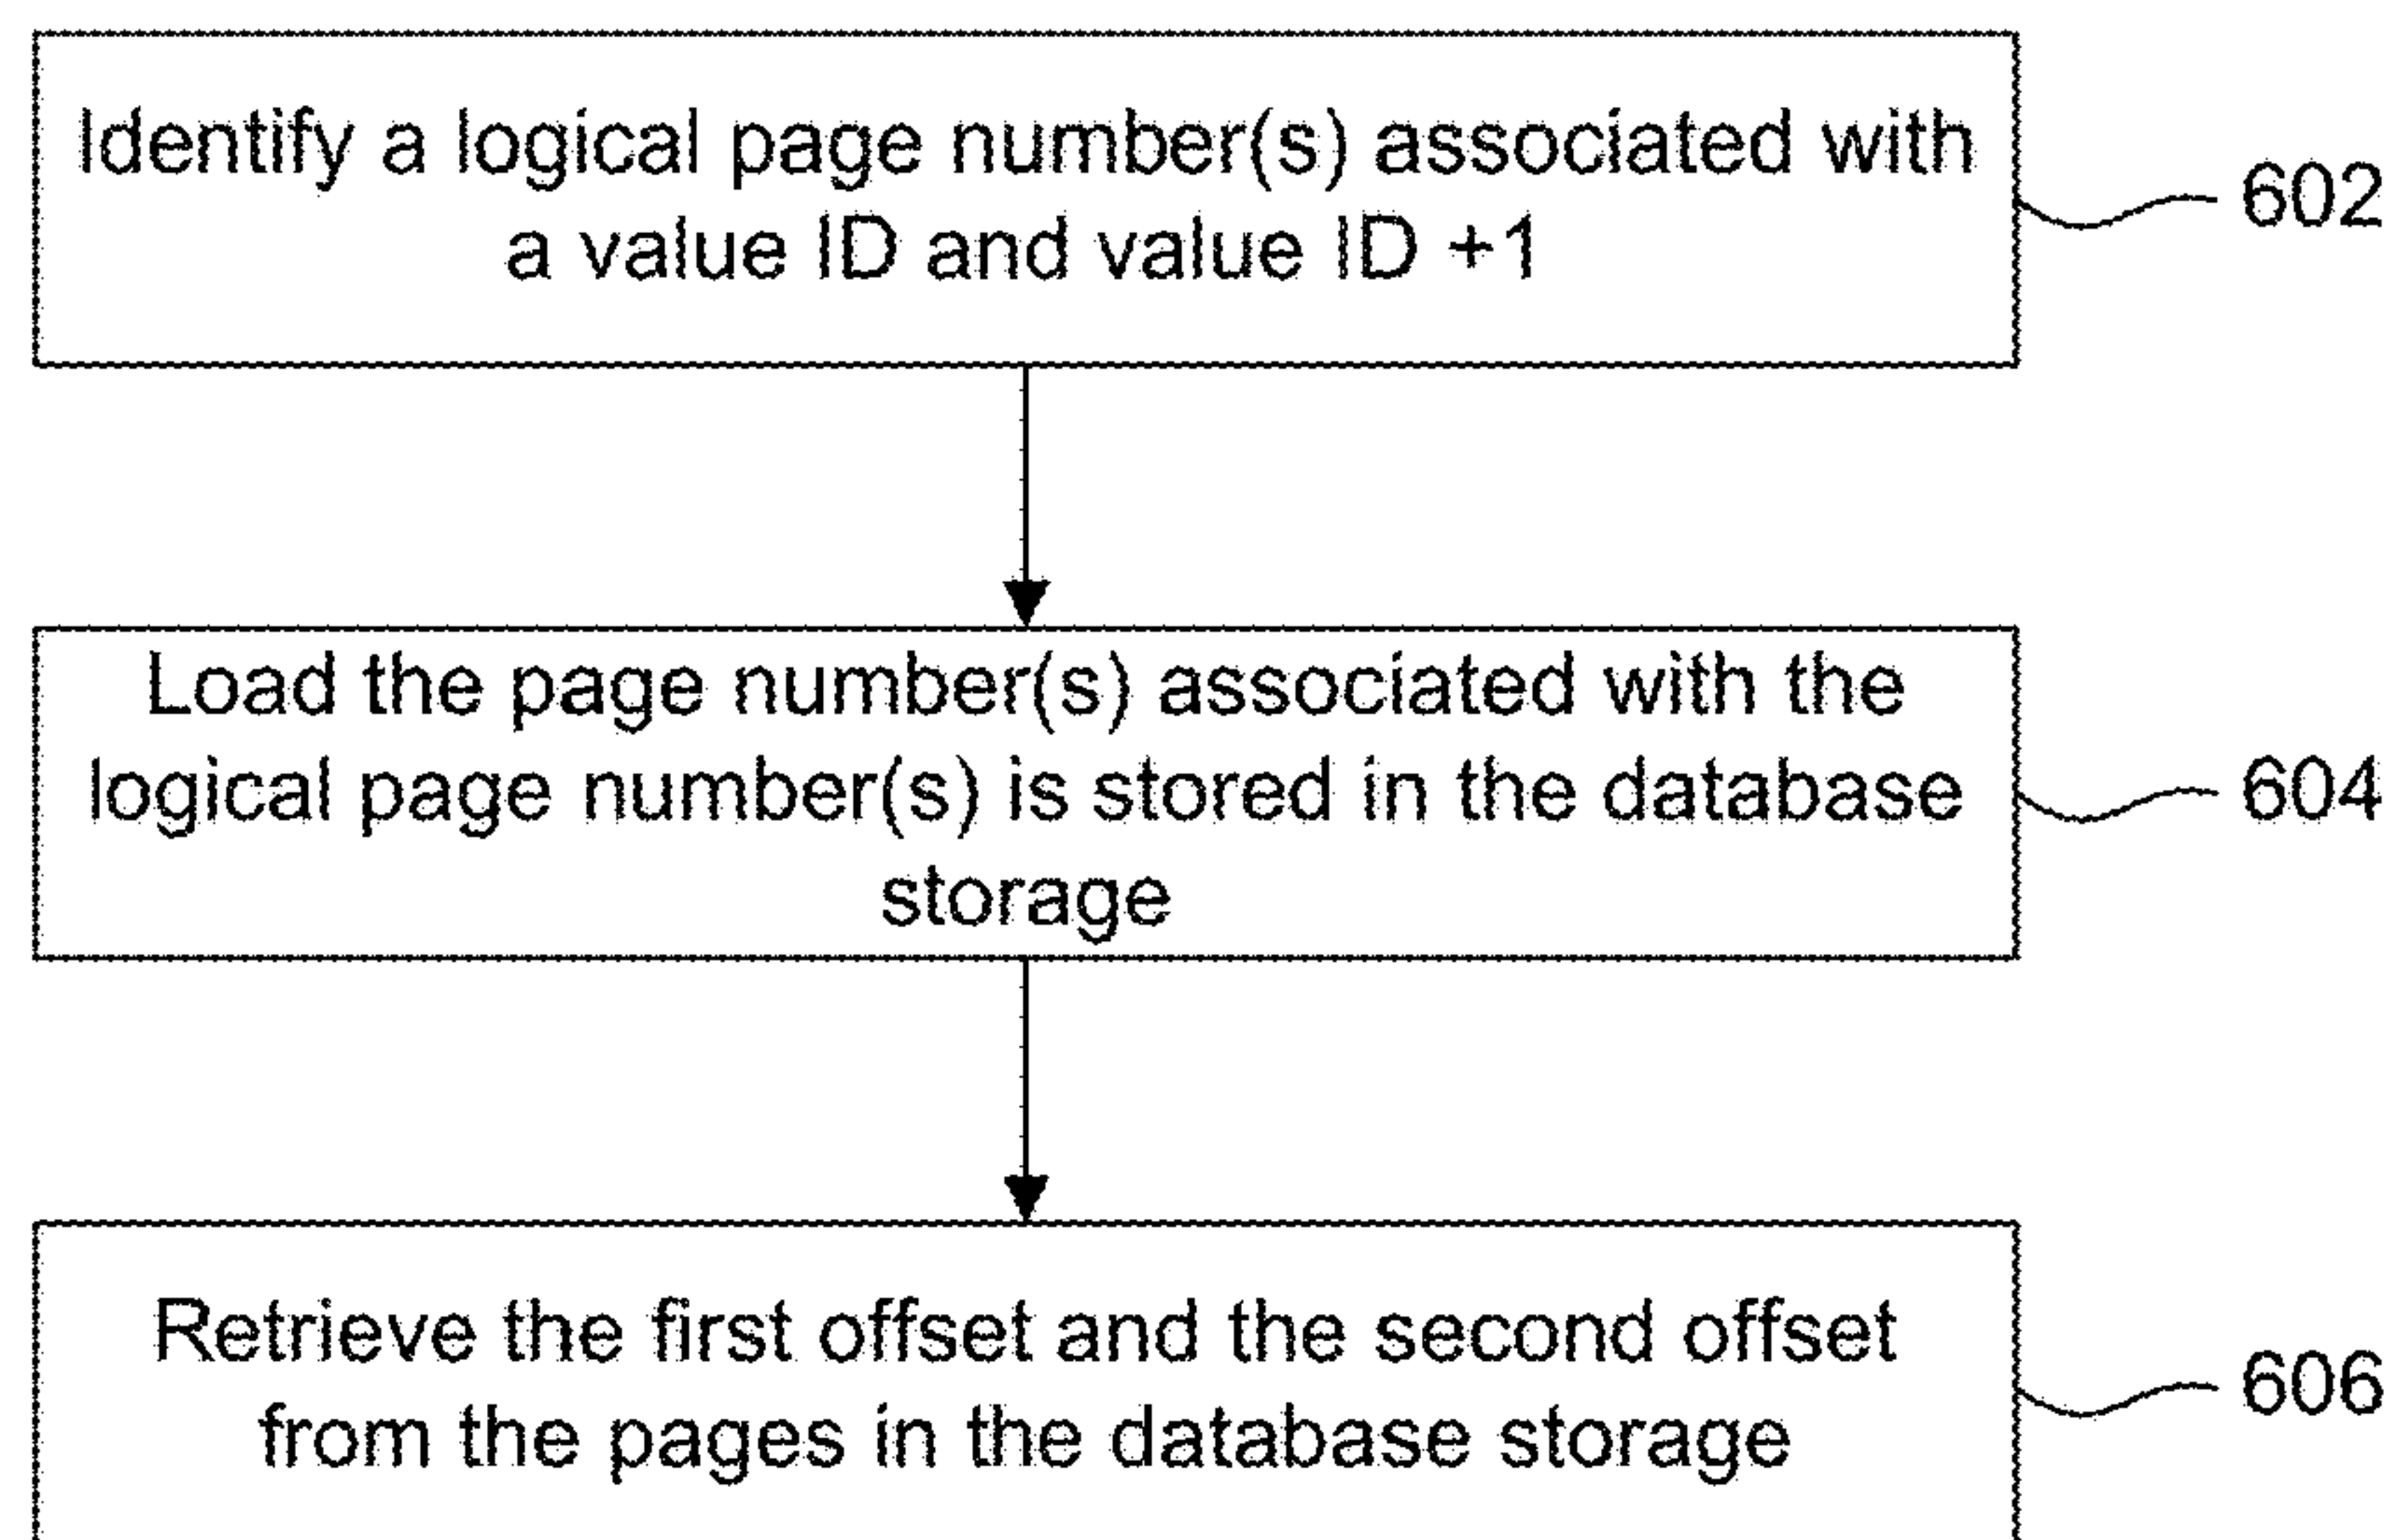 Identify a logical page number(s) associated with
a value ID and value ID +1
602
Load the page number(s) associated with the
logical page number(s) is stored in the database
storage
604
Retrieve the first offset and the second offset
from the pages in the database storage
606